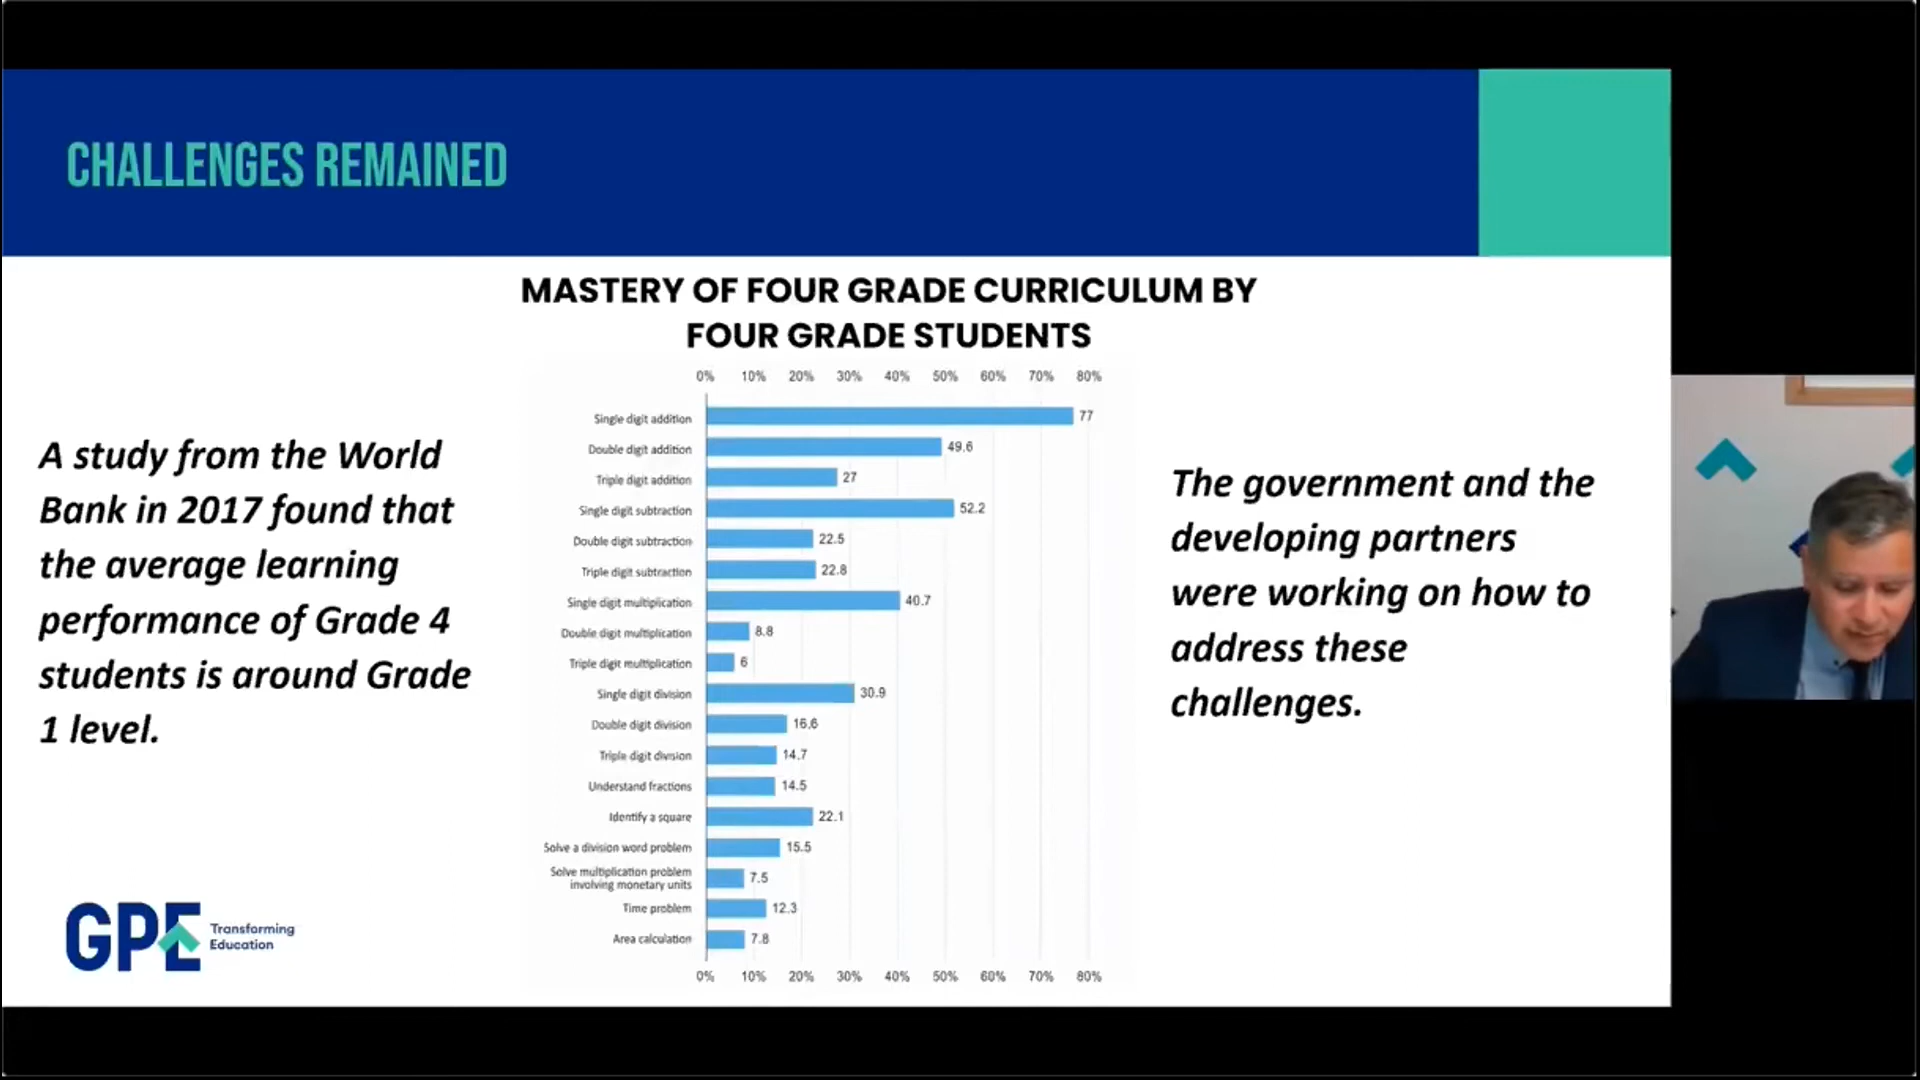 CHALLENGES REMAINED
MASTERY OF FOUR GRADE CURRICULUM BY
FOUR GRADE STUDENTS
A study from the World
Bank in 2017 found that
the average learning
performance of Grade 4
students is around Grade
1 level.
0% 10% 20% 30% 40% 50% 60% 70% 80%
Single digit addition 77
Double digit addition 49.6
Triple digit addition 27
Single digit subtraction 52.2
Double digit subtraction 22.5
Triple digit subtraction 22.8
Single digit multiplication 40.7
Double digit multiplication 8.8
Triple digit multiplication 6
Single digit division 30.9
Double digit division 16.6
Triple digit division 14.7
Understand fractions 14.5
Identify a square 22.1
Solve a division word problem 15.5
Solve multiplication problem
involving monetary units 7.5
Time problem 12.3
Area calculation 7.8
0% 10% 20% 30% 40% 50% 60% 70% 80%
The government and the
developing partners
were working on how to
address these
challenges.
GPE
Transforming
Education